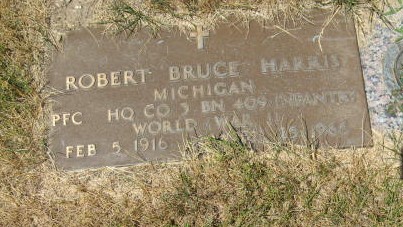 ROBERT BRUCE HARRIS
MICHIGAN
PFC HQ CO 3 BN 409 INFANTRY
WORLD WAR
FEB 5 1916